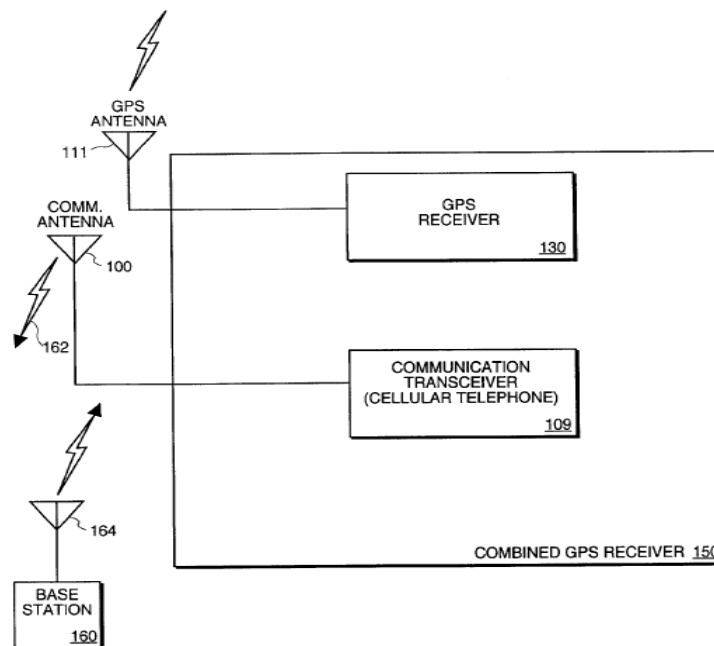 GPS
ANTENNA
111
COMM.
ANTENNA
100
162
GPS
RECEIVER
130
COMMUNICATION
TRANSCEIVER
(CELLULAR TELEPHONE)
109
164
COMBINED GPS RECEIVER 150
BASE
STATION
160